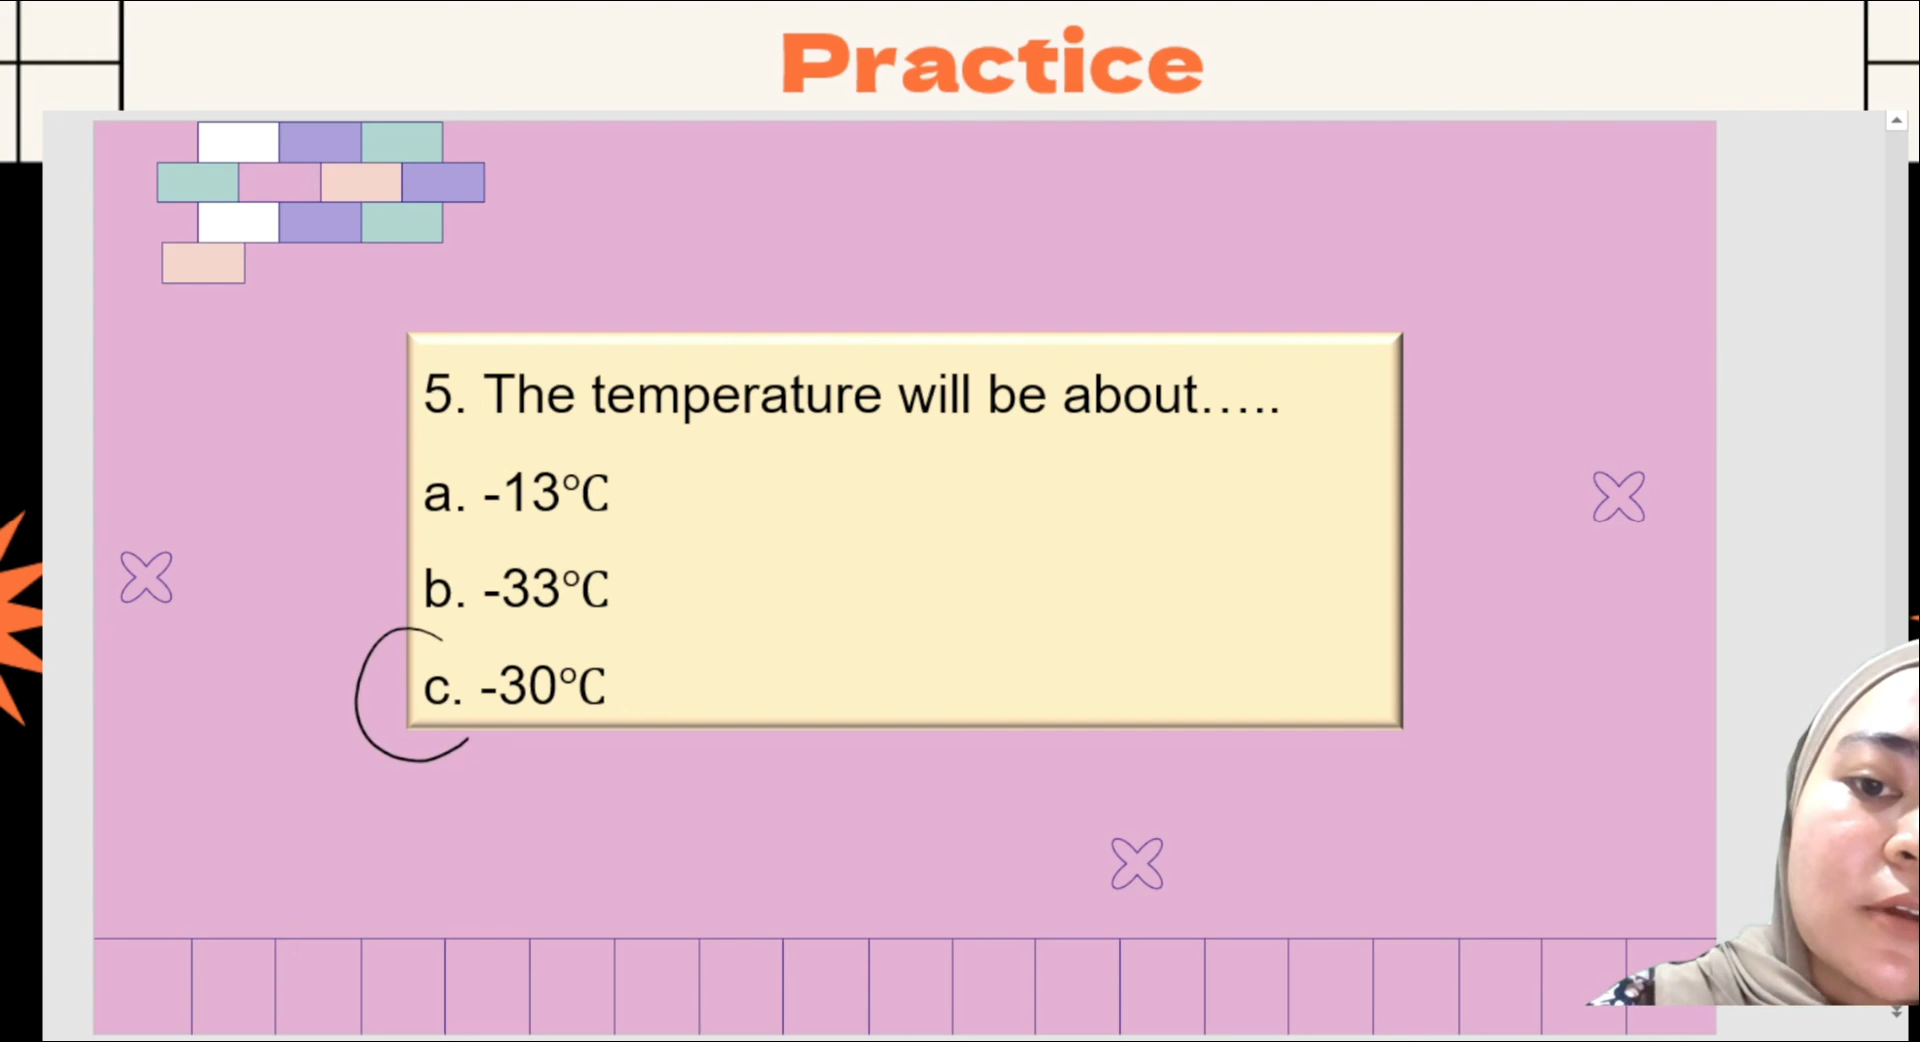 Practice
5. The temperature will be about.....
a. -13°C
b. -33°C
c. -30°C